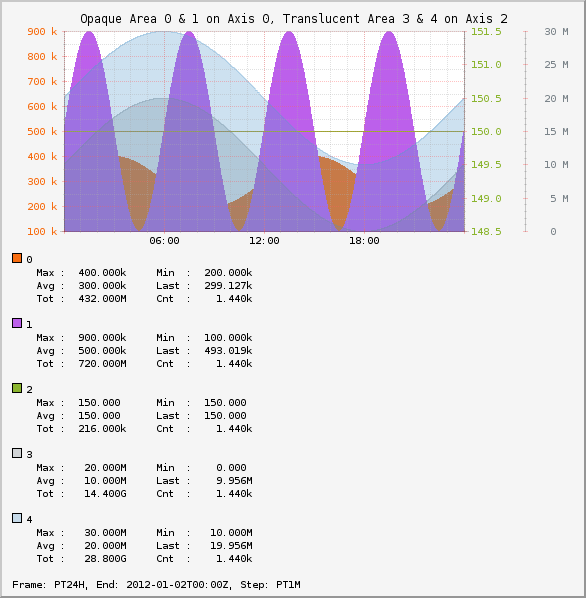 Opaque Area 0 & 1 on Axis 0, Translucent Area 3 & 4 on Axis 2
900 k 151.5 30 M
800 k 151.0 25 M
700 k
600 k 150.5 20 M
500 k 150.0 15 M
400 k 149.5 10 M
300 k 149.0 5 M
200 k
100 k 148.5 0
06:00 12:00 18:00
0
Max : 400.000k Min : 200.000k
Avg : 300.000k Last : 299.127k
Tot : 432.000M Cnt : 1.440k
1
Max : 900.000k Min : 100.000k
Avg : 500.000k Last : 493.019k
Tot : 720.000M Cnt : 1.440k
2
Max : 150.000 Min : 150.000
Avg : 150.000 Last : 150.000
Tot : 216.000k Cnt : 1.440k
3
Max : 20.000M Min : 0.000
Avg : 10.000M Last : 9.956M
Tot : 14.400G Cnt : 1.440k
4
Max : 30.000M Min : 10.000M
Avg : 20.000M Last : 19.956M
Tot : 28.800G Cnt : 1.440k
Frame: PT24H, End: 2012-01-02T00:00Z, Step: PT1M